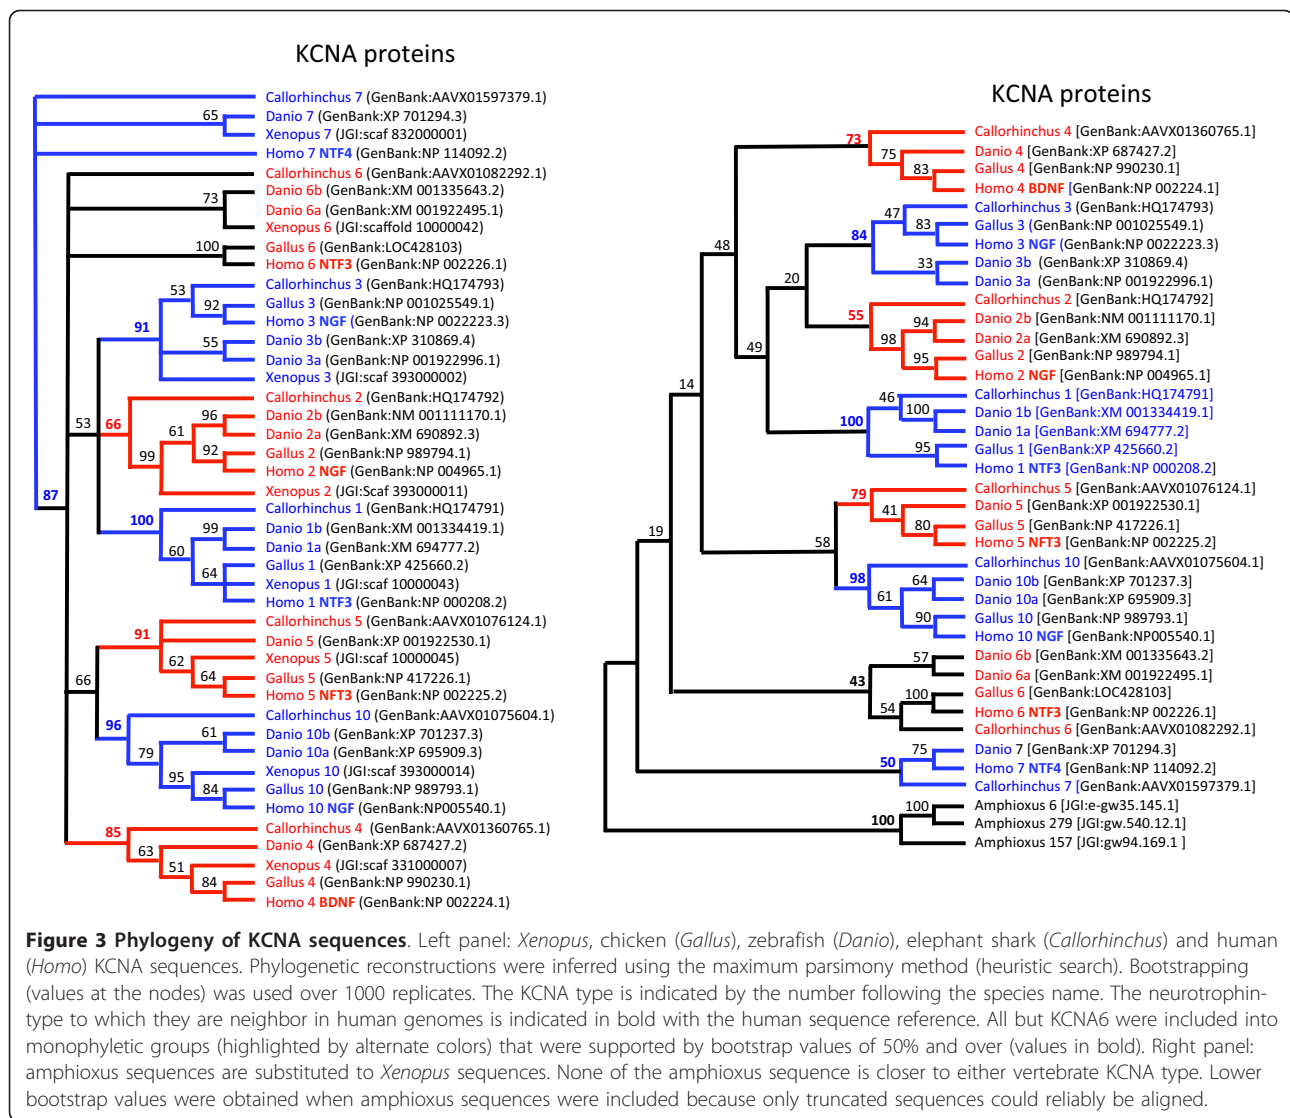 KCNA proteins
Callorhinchus 7 (GenBank:AAVX01597379.1)
65
Danio 7 (GenBank:XP 701294.3)
Xenopus 7 (JGI:scaf 832000001)
Homo 7 NTF4 (GenBank:NP 114092.2)
Callorhinchus 6 (GenBank:AAVX01082292.1)
73
Danio 6b (GenBank:XM 001335643.2)
Danio 6a (GenBank:XM 001922495.1)
Xenopus 6 (JGI:scaffold 10000042)
100
Gallus 6 (GenBank:LOC428103)
Homo 6 NTF3 (GenBank:NP 002226.1)
53
Callorhinchus 3 (GenBank:HQ174793)
92
Gallus 3 (GenBank:NP 001025549.1)
91
Homo 3 NGF (GenBank:NP 0022223.3)
55
Danio 3b (GenBank:XP 310869.4)
Danio 3a (GenBank:NP 001922996.1)
Xenopus 3 (JGI:scaf 393000002)
Callorhinchus 2 (GenBank:HQ174792)
53
66
96
Danio 2b (GenBank:NM 001111170.1)
61
Danio 2a (GenBank:XM 690892.3)
99
92
Gallus 2 (GenBank:NP 989794.1)
Homo 2 NGF (GenBank:NP 004965.1)
Xenopus 2 (JGI:Scaf 393000011)
87
100
Callorhinchus 1 (GenBank:HQ174791)
99
Danio 1b (GenBank:XM 001334419.1)
60
Danio 1a (GenBank:XM 694777.2)
64
Gallus 1 (GenBank:XP 425660.2)
Xenopus 1 (JGI:scaf 10000043)
Homo 1 NTF3 (GenBank:NP 000208.2)
91
Callorhinchus 5 (GenBank:AAVX01076124.1)
Danio 5 (GenBank:XP 001922530.1)
62
Xenopus 5 (JGI:scaf 10000045)
66
64
Gallus 5 (GenBank:NP 417226.1)
Homo 5 NFT3 (GenBank:NP 002225.2)
96
Callorhinchus 10 (GenBank:AAVX01075604.1)
61
Danio 10b (GenBank:XP 701237.3)
79
Danio 10a (GenBank:XP 695909.3)
95
Xenopus 10 (JGI:scaf 393000014)
84
Gallus 10 (GenBank:NP 989793.1)
Homo 10 NGF (GenBank:NP005540.1)
85
Callorhinchus 4 (GenBank:AAVX01360765.1)
63
Danio 4 (GenBank:XP 687427.2)
51
Xenopus 4 (JGI:scaf 331000007)
84
Gallus 4 (GenBank:NP 990230.1)
Homo 4 BDNF (GenBank:NP 002224.1)
KCNA proteins
73
Callorhinchus 4 [GenBank:AAVX01360765.1]
75
Danio 4 [GenBank:XP 687427.2]
83
Gallus 4 [GenBank:NP 990230.1]
Homo 4 BDNF [GenBank:NP 002224.1]
47
Callorhinchus 3 [GenBank:HQ174793)
83
Gallus 3 (GenBank:NP 001025549.1)
84
Homo 3 NGF (GenBank:NP 0022223.3)
48
33
Danio 3b (GenBank:XP 310869.4)
20
Danio 3a [GenBank:NP 001922996.1)
Callorhinchus 2 [GenBank:HQ174792]
55
94
Danio 2b [GenBank:NM 001111170.1]
98
Danio 2a [GenBank:XM 690892.3]
49
95
Gallus 2 [GenBank:NP 989794.1]
Homo 2 NGF [GenBank:NP 004965.1]
14
46
Callorhinchus 1 [GenBank:HQ174791]
100
Danio 1b [GenBank:XM 001334419.1]
100
Danio 1a [GenBank:XM 694777.2]
95
Gallus 1 [GenBank:XP 425660.2]
Homo 1 NTF3 [GenBank:NP 000208.2]
79
Callorhinchus 5 [GenBank:AAVX01076124.1]
41
Danio 5 [GenBank:XP 001922530.1]
80
Gallus 5 [GenBank:NP 417226.1]
19
58
Homo 5 NFT3 [GenBank:NP 002225.2]
98
Callorhinchus 10 [GenBank:AAVX01075604.1]
64
Danio 10b [GenBank:XP 701237.3]
61
Danio 10a [GenBank:XP 695909.3]
90
Gallus 10 [GenBank:NP 989793.1]
Homo 10 NGF [GenBank:NP005540.1]
57
Danio 6b [GenBank:XM 001335643.2]
43
Danio 6a [GenBank:XM 001922495.1]
100
Gallus 6 [GenBank:LOC428103]
54
Homo 6 NTF3 [GenBank:NP 002226.1]
Callorhinchus 6 [GenBank:AAVX01082292.1]
75
Danio 7 [GenBank:XP 701294.3]
50
Homo 7 NTF4 [GenBank:NP 114092.2]
Callorhinchus 7 [GenBank:AAVX01597379.1]
100
Amphioxus 6 [JGI:e-gw35.145.1]
100
Amphioxus 279 [JGI:gw.540.12.1]
Amphioxus 157 [JGI:gw94.169.1 ]
Figure 3 Phylogeny of KCNA sequences. Left panel: Xenopus, chicken (Gallus), zebrafish (Danio), elephant shark (Callorhinchus) and human
(Homo) KCNA sequences. Phylogenetic reconstructions were inferred using the maximum parsimony method (heuristic search). Bootstrapping
(values at the nodes) was used over 1000 replicates. The KCNA type is indicated by the number following the species name. The neurotrophin-
type to which they are neighbor in human genomes is indicated in bold with the human sequence reference. All but KCNA6 were included into
monophyletic groups (highlighted by alternate colors) that were supported by bootstrap values of 50% and over (values in bold). Right panel:
amphioxus sequences are substituted to Xenopus sequences. None of the amphioxus sequence is closer to either vertebrate KCNA type. Lower
bootstrap values were obtained when amphioxus sequences were included because only truncated sequences could reliably be aligned.